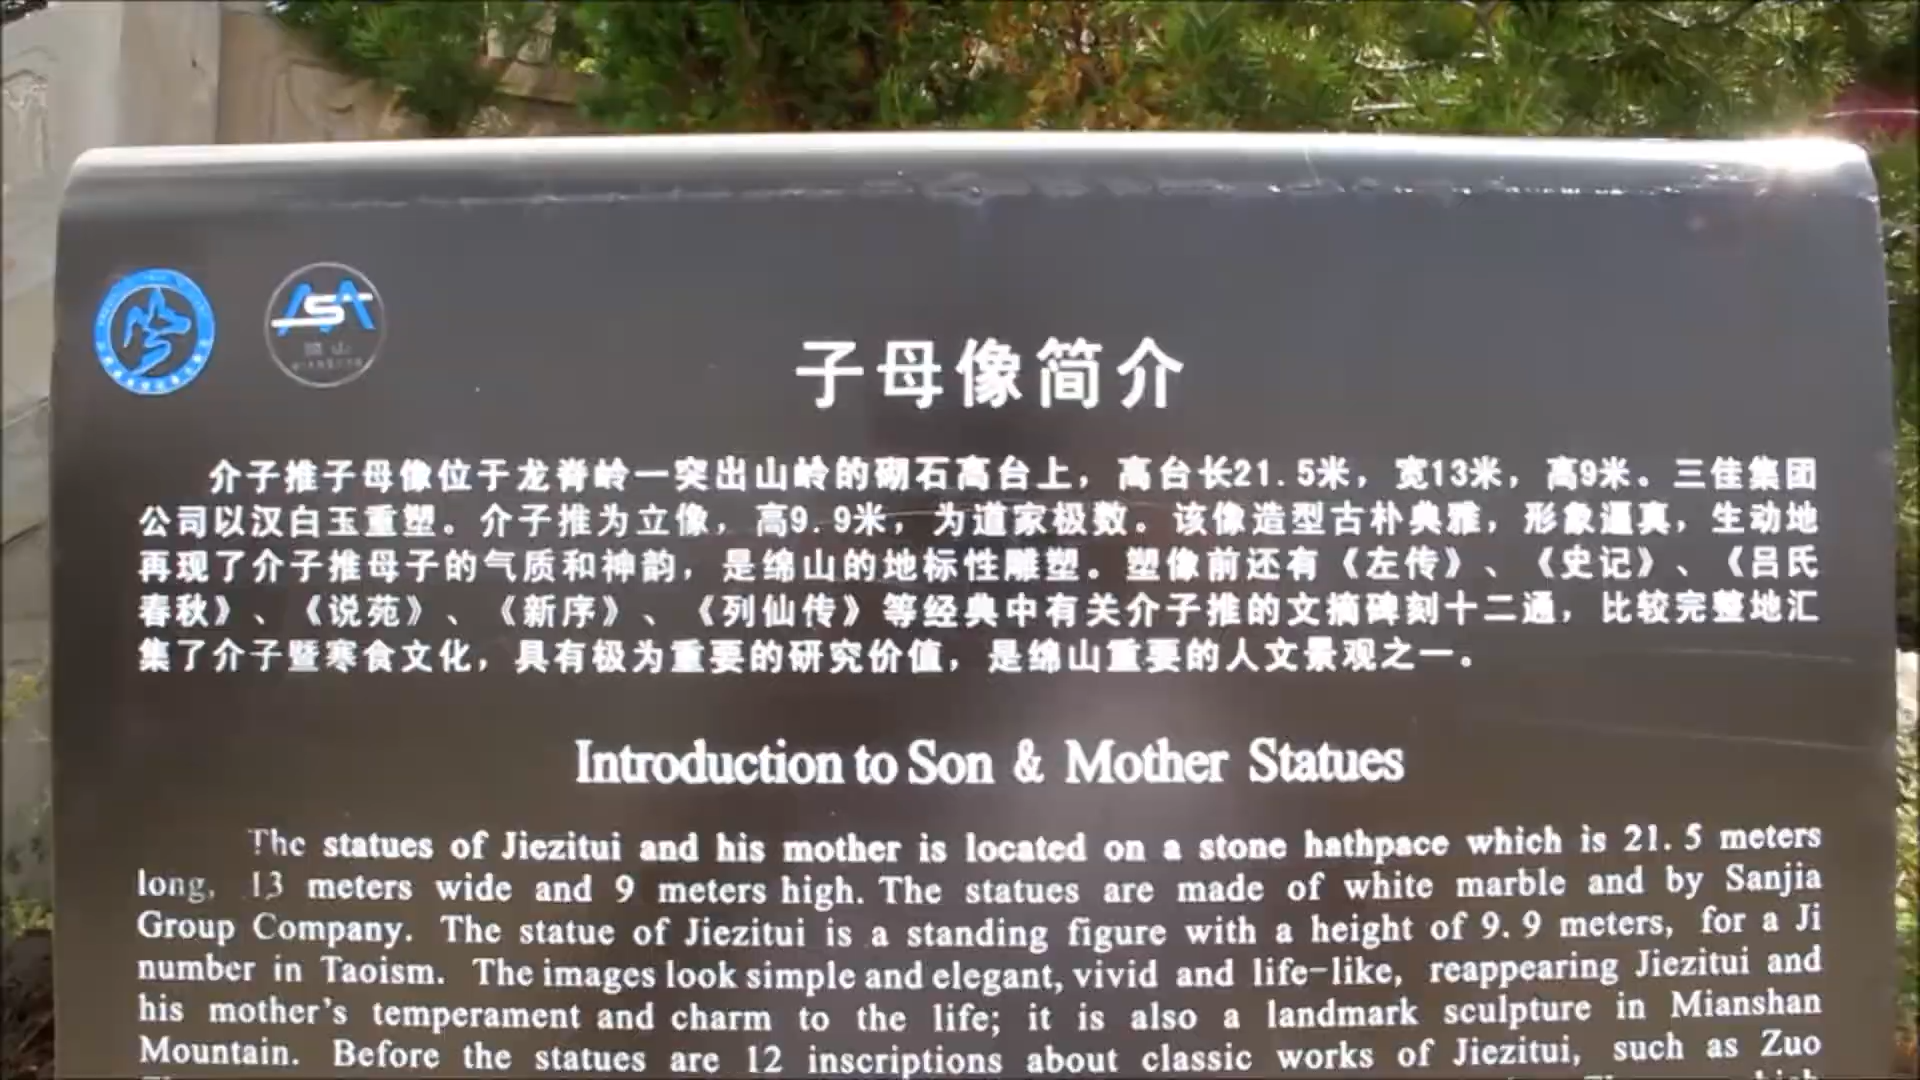 子母像简介
介子推子母像位于龙脊岭一突出山岭的砌石高台上，高台长21.5米，宽13米，高9米。三佳集团
公司以汉白玉重塑。介子推为立像，高9.9米，为道家极数。该像造型古朴典雅，形象逼真，生动地
再现了介子推母子的气质和神韵，是绵山的地标性雕塑。塑像前还有《左传》、《史记》、《吕氏
春秋》、《说苑》、《新序》、《列仙传》等经典中有关介子推的文摘碑刻十二通，比较完整地汇
集了介子暨寒食文化，具有极为重要的研究价值，是绵山重要的人文景观之一。
Introduction to Son & Mother Statues
The statues of Jiezitui and his mother is located on a stone hathpace which is 21.5 meters
long, 13 meters wide and 9 meters high. The statues are made of white marble and by Sanjia
Group Company. The statue of Jiezitui is a standing figure with a height of 9.9 meters, for a Ji
number in Taoism. The images look simple and elegant, vivid and life-like, reappearing Jiezitui and
his mother's temperament and charm to the life; it is also a landmark sculpture in Mianshan
Mountain. Before the statues are 12 inscriptions about classic works of Jiezitui, such as Zuo